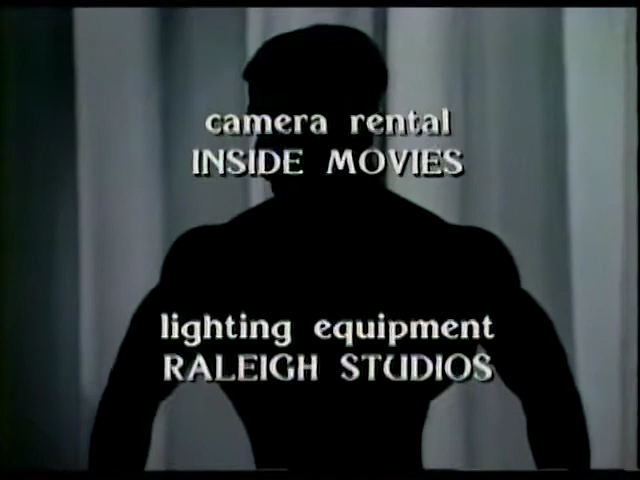 camera rental
INSIDE MOVIES
lighting equipment
RALEIGH STUDIOS